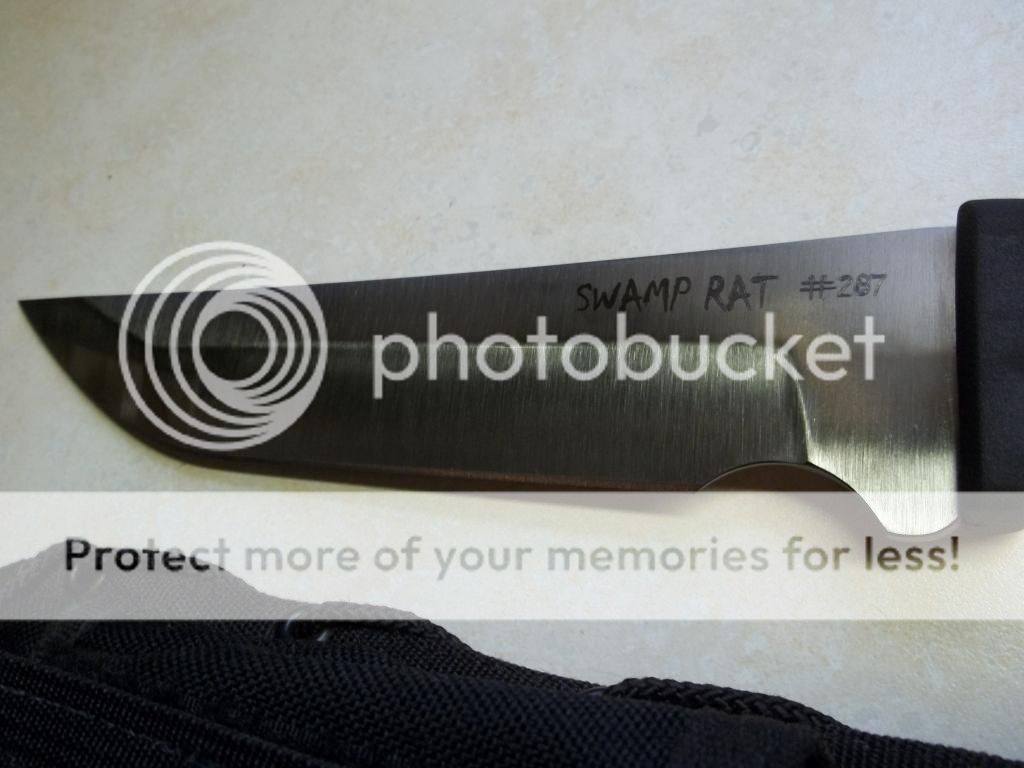 SWAMP RAT #287
photobucket
Protect more of your memories for less!